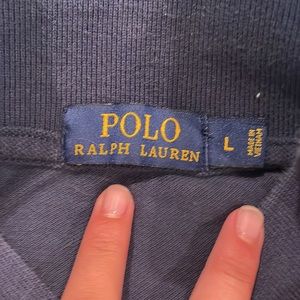 POLO
RALPH LAUREN
L
MADE IN
VIETNAM